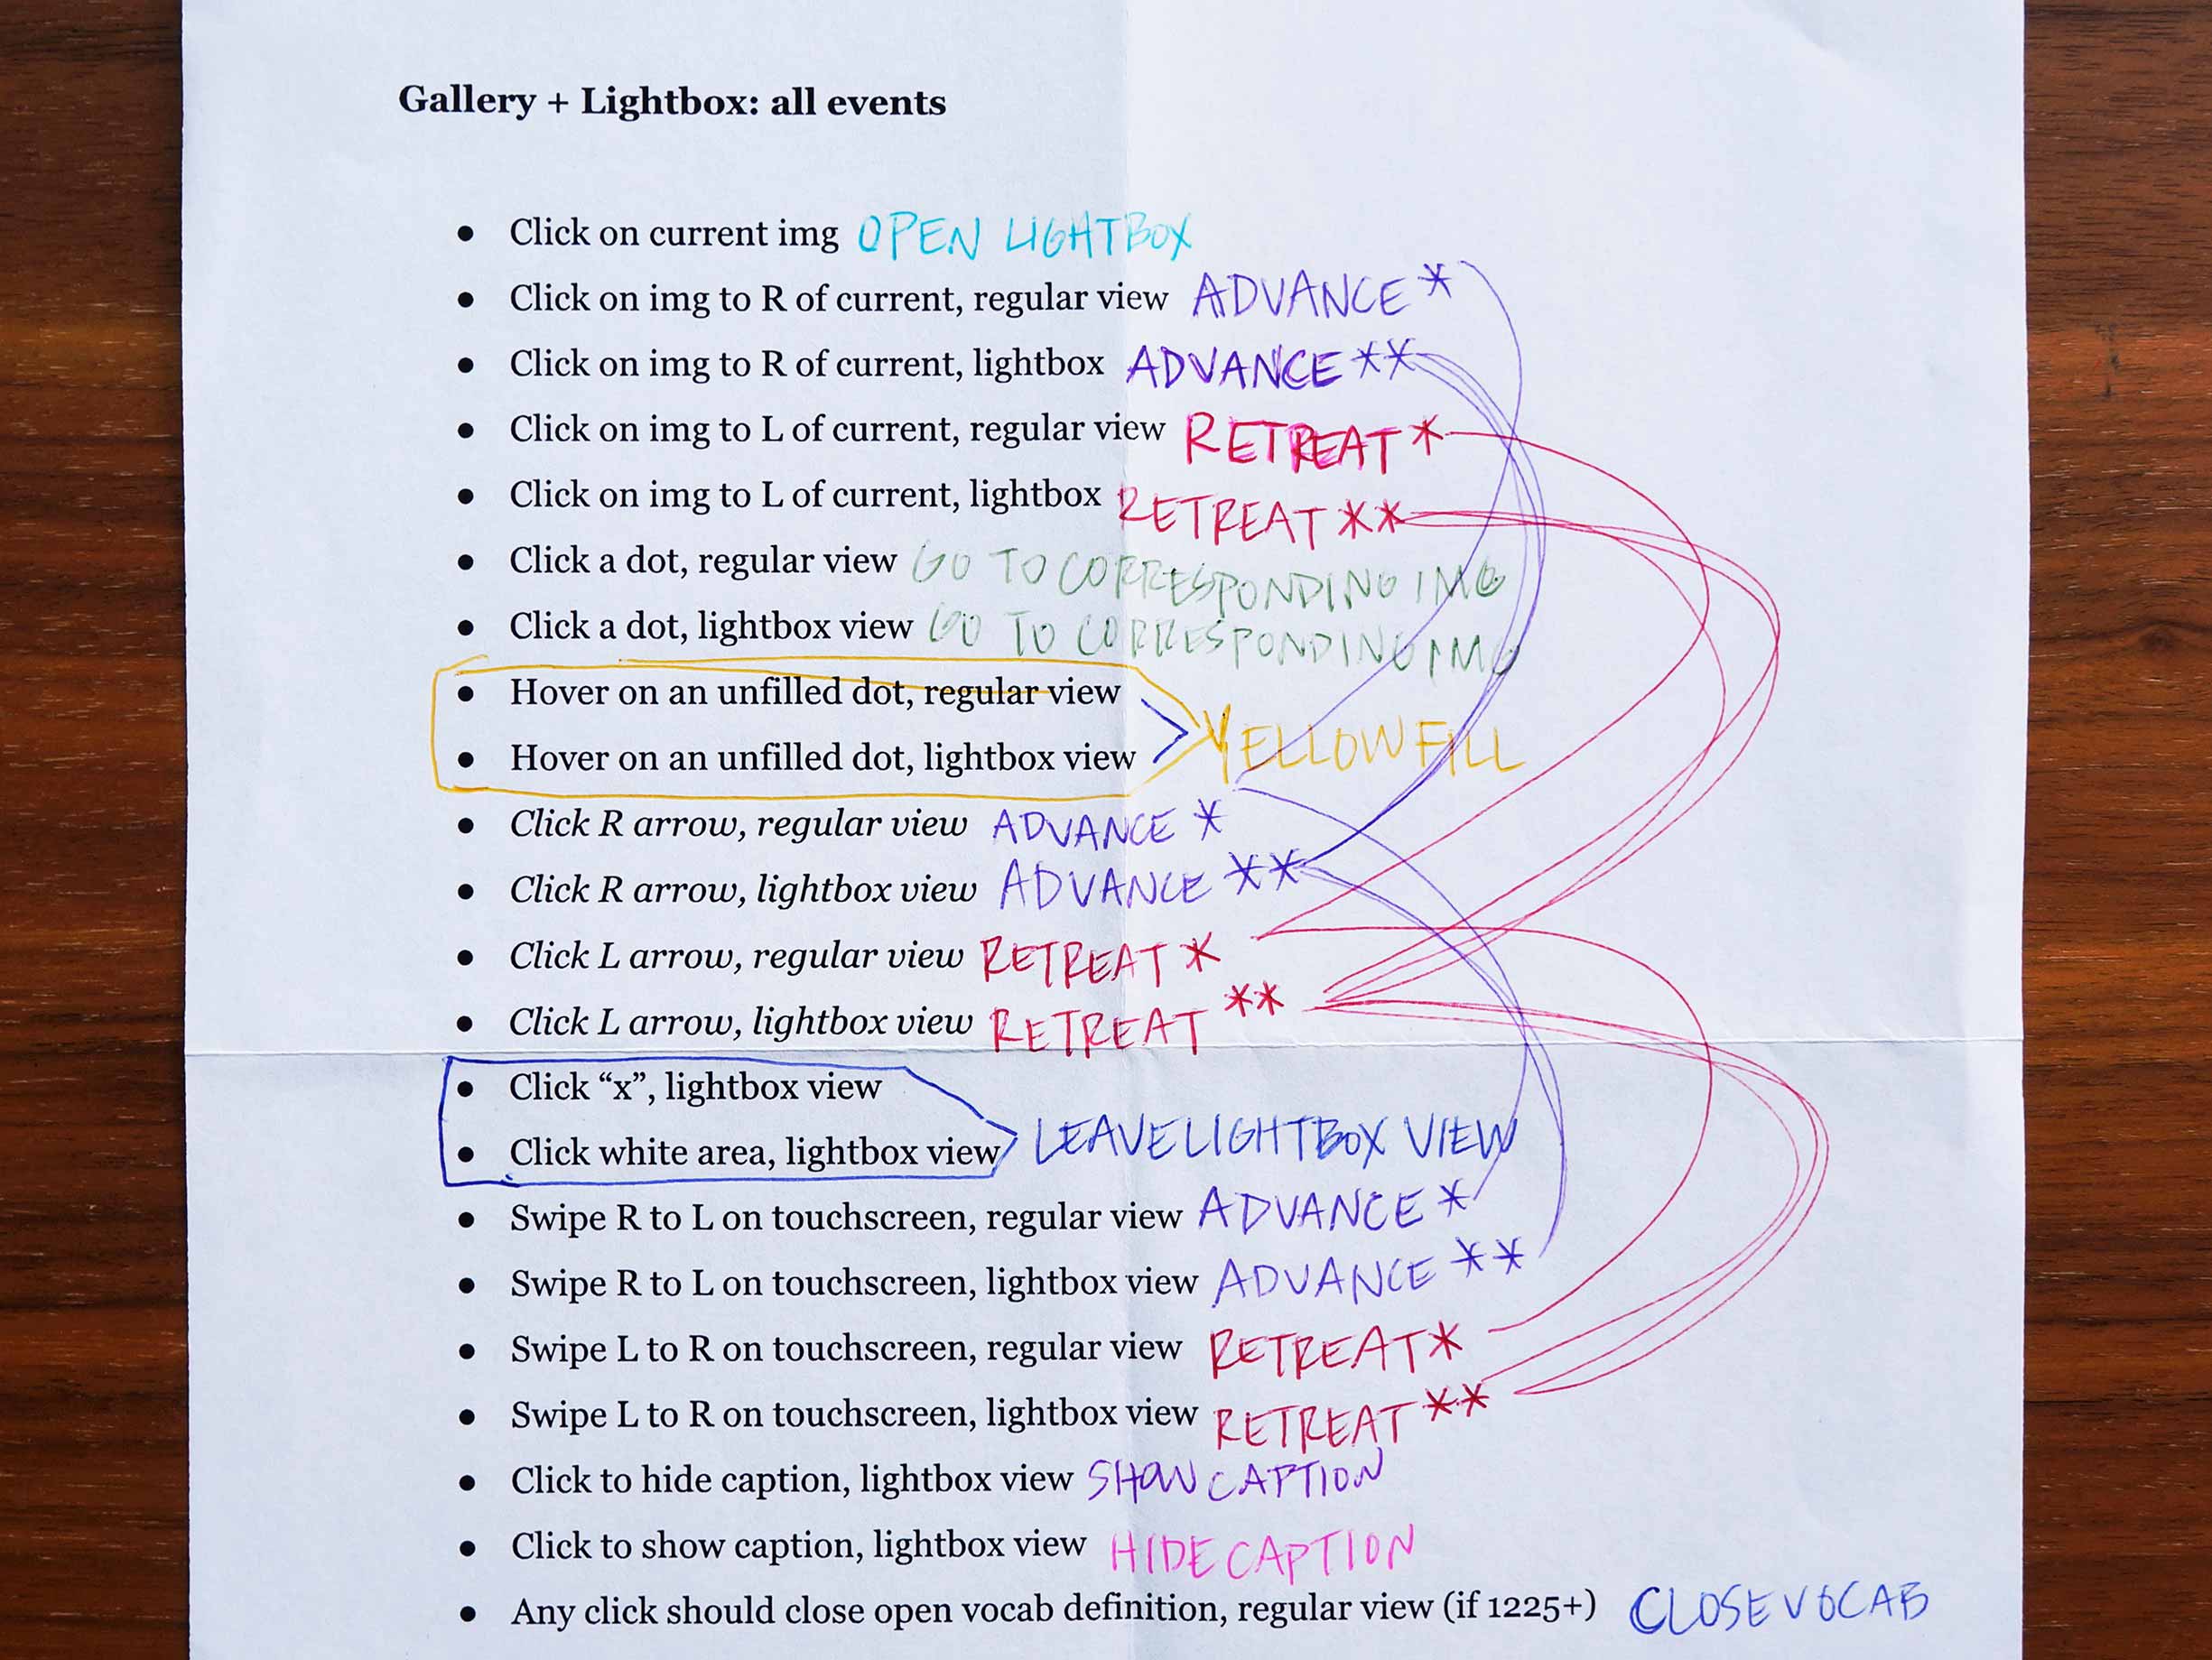 Gallery + Lightbox: all events
● Click on current img OPEN LIGHTBOX
● Click on img to R of current, regular view ADVANCE *
● Click on img to R of current, lightbox ADVANCE **
● Click on img to L of current, regular view RETREAT *
● Click on img to L of current, lightbox RETREAT **
● Click a dot, regular view GO TO CORRESPONDING IMG
● Click a dot, lightbox view GO TO CORRESPONDING IMG
● Hover on an unfilled dot, regular view
YELLOW FILL
● Hover on an unfilled dot, lightbox view
● Click R arrow, regular view ADVANCE *
● Click R arrow, lightbox view ADVANCE **
● Click L arrow, regular view RETREAT *
● Click L arrow, lightbox view RETREAT **
● Click “x”, lightbox view
● Click white area, lightbox view LEAVE LIGHTBOX VIEW
● Swipe R to L on touchscreen, regular view ADVANCE *
● Swipe R to L on touchscreen, lightbox view ADVANCE **
● Swipe L to R on touchscreen, regular view RETREAT *
● Swipe L to R on touchscreen, lightbox view RETREAT **
● Click to hide caption, lightbox view SHOW CAPTION
● Click to show caption, lightbox view HIDE CAPTION
● Any click should close open vocab definition, regular view (if 1225+) CLOSE VOCAB